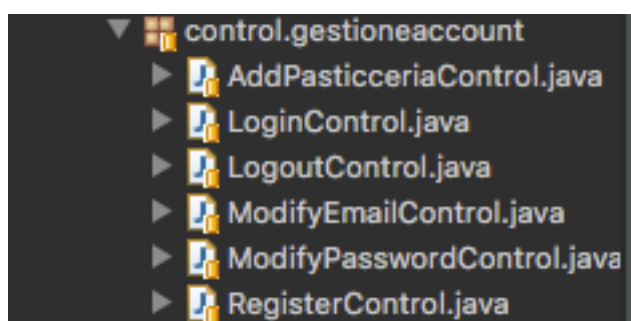 control.gestioneaccount
AddPasticceriaControl.java
LoginControl.java
LogoutControl.java
ModifyEmailControl.java
ModifyPasswordControl.java
RegisterControl.java